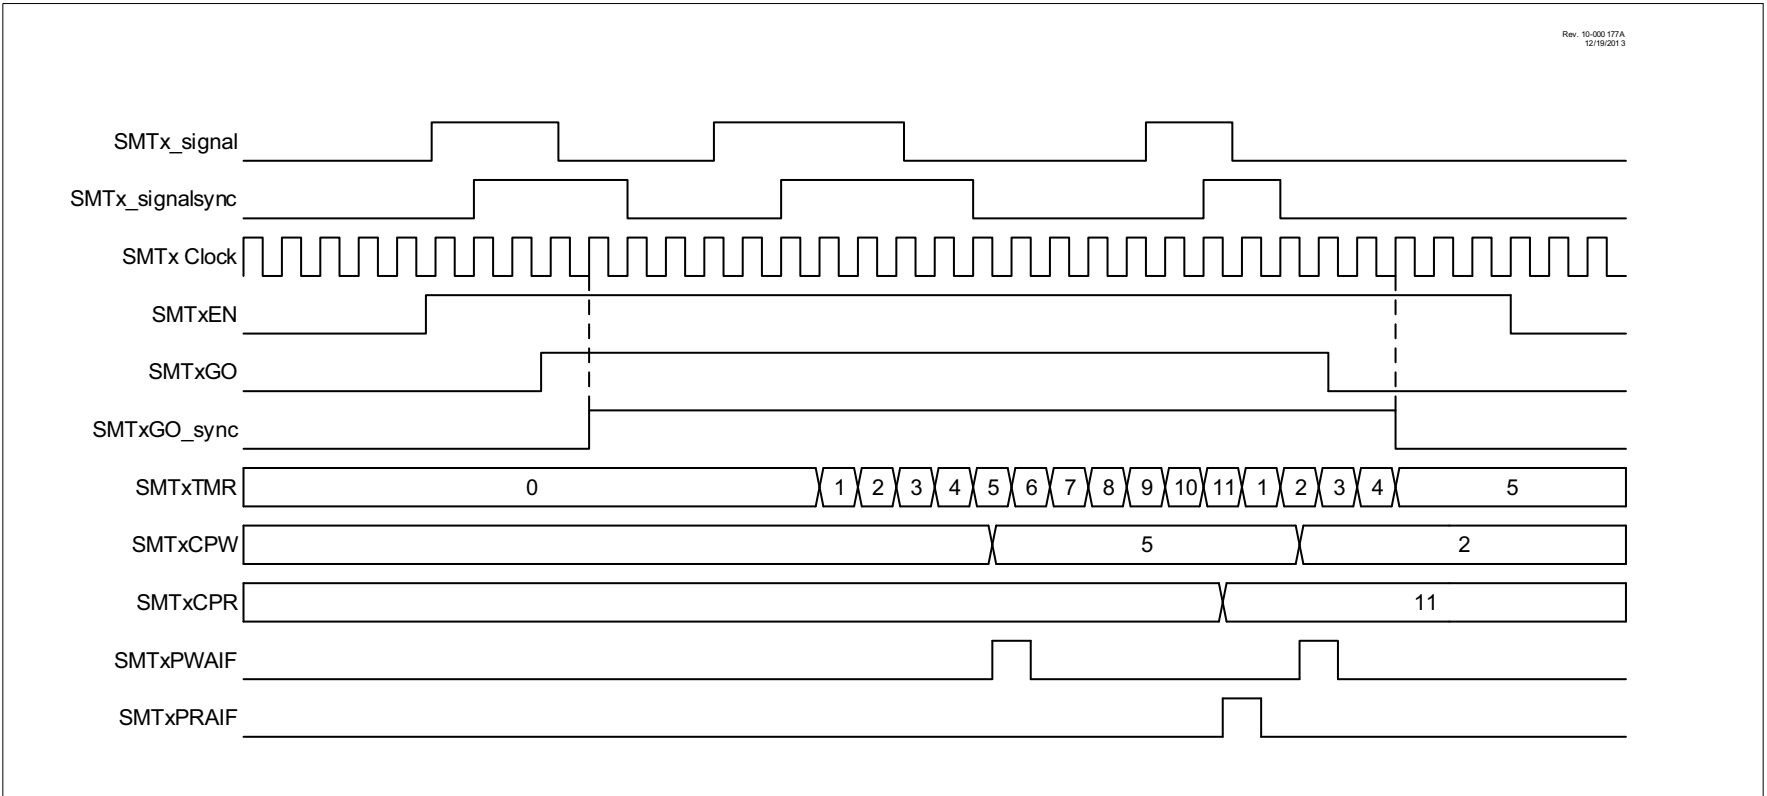 Rev. 10-000 177A
12/19/201 3
SMTx_signal
SMTx_signalsync
SMTx Clock
SMTxEN
SMTxGO
SMTxGO_sync
SMTxTMR 0 1 2 3 4 5 6 7 8 9 10 11 1 2 3 4 5
SMTxCPW 5 2
SMTxCPR 11
SMTxPWAIF
SMTxPRAIF